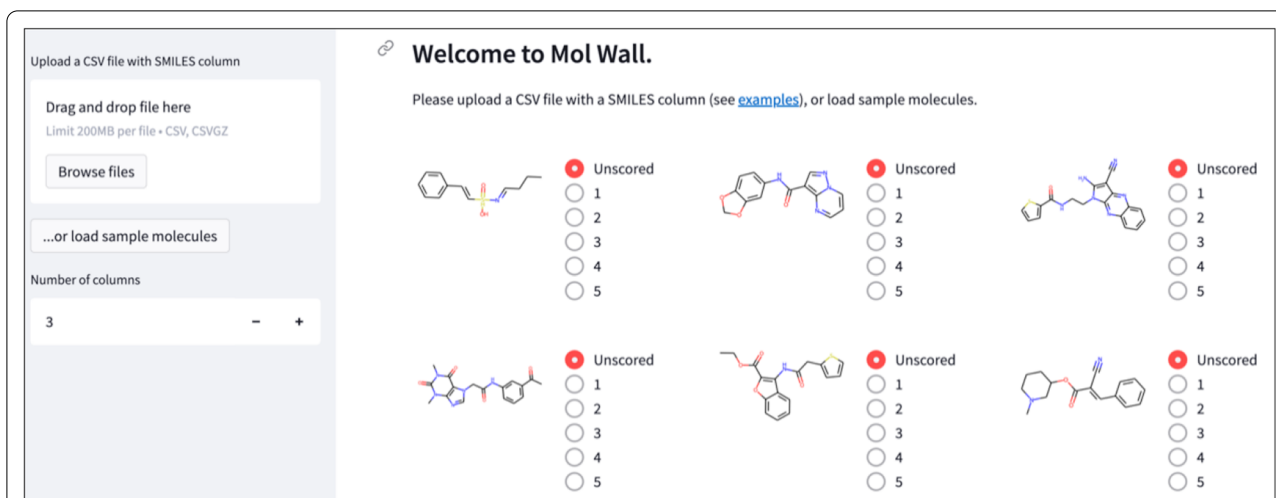 Upload a CSV file with SMILES column
Drag and drop file here
Limit 200MB per file • CSV, CSVGZ
Browse files
...or load sample molecules
Number of columns
3 - +
Welcome to Mol Wall.
Please upload a CSV file with a SMILES column (see examples), or load sample molecules.
Unscored
1
2
3
4
5
Unscored
1
2
3
4
5
Unscored
1
2
3
4
5
Unscored
1
2
3
4
5
Unscored
1
2
3
4
5
Unscored
1
2
3
4
5